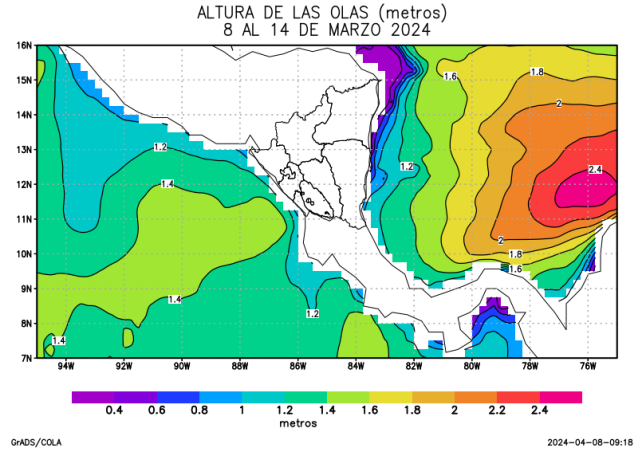 ALTURA DE LAS OLAS (metros)
8 AL 14 DE MARZO 2024
16N
15N
14N
13N
12N
11N
10N
9N
8N
7N
1.6
1.8
2
1.2
1.2
2.4
1.4
2
1.8
1.6
1.4
1.2
1.4
94W 92W 90W 88W 86W 84W 82W 80W 78W 76W
0.4 0.6 0.8 1 1.2 1.4 1.6 1.8 2 2.2 2.4
metros
GrADS/COLA 2024-04-08-09:18